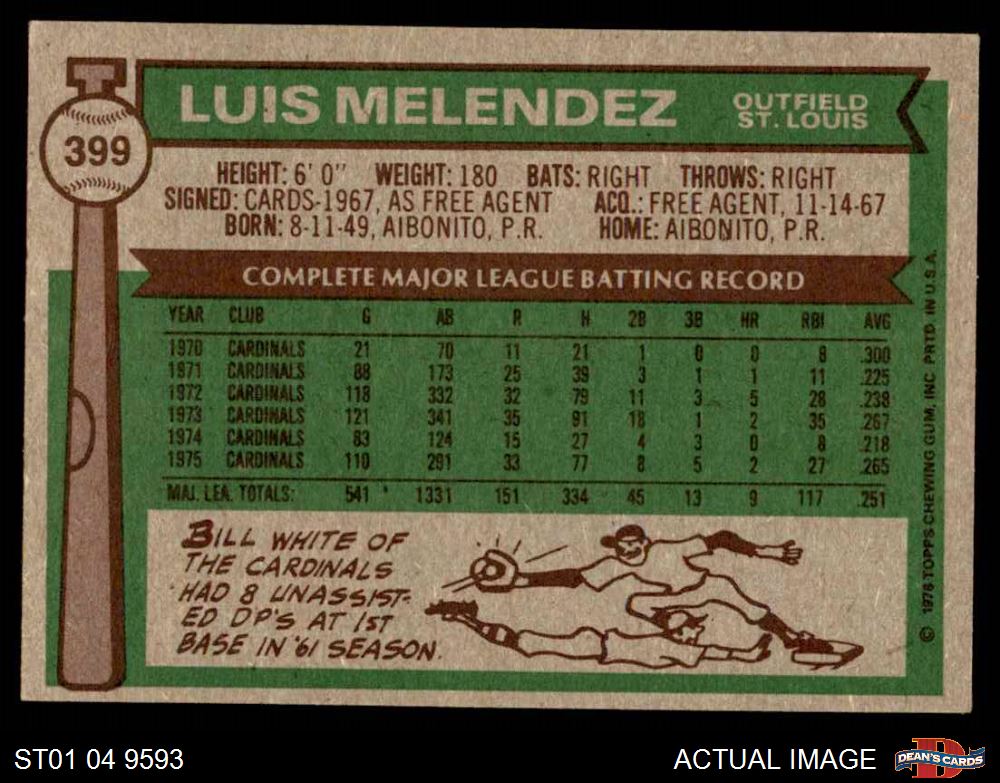 399
LUIS MELENDEZ
OUTFIELD
ST. LOUIS
HEIGHT: 6' 0" WEIGHT: 180 BATS: RIGHT THROWS: RIGHT
SIGNED: CARDS-1967, AS FREE AGENT ACQ.: FREE AGENT, 11-14-67
BORN: 8-11-49, AIBONITO, P.R. HOME: AIBONITO, P.R.
COMPLETE MAJOR LEAGUE BATTING RECORD
YEAR CLUB G AB R H 2B 3B HR RBI AVG
1970 CARDINALS 21 70 11 21 1 0 0 8 .300
1971 CARDINALS 88 173 25 39 3 1 1 11 .225
1972 CARDINALS 118 332 32 79 11 3 5 28 .238
1973 CARDINALS 121 341 35 91 18 1 2 35 .267
1974 CARDINALS 83 124 15 27 4 3 0 8 .218
1975 CARDINALS 110 291 33 77 8 5 2 27 .265
MAJ. LEA. TOTALS: 541 1331 151 334 45 13 9 117 .251
BILL WHITE OF
THE CARDINALS
HAD 8 UNASSIST-
ED DP'S AT 1ST
BASE IN '61 SEASON.
© 1976 TOPPS CHEWING GUM, INC. PRTD. IN U.S.A.
ST01 04 9593
ACTUAL IMAGE
DEAN'S CARDS